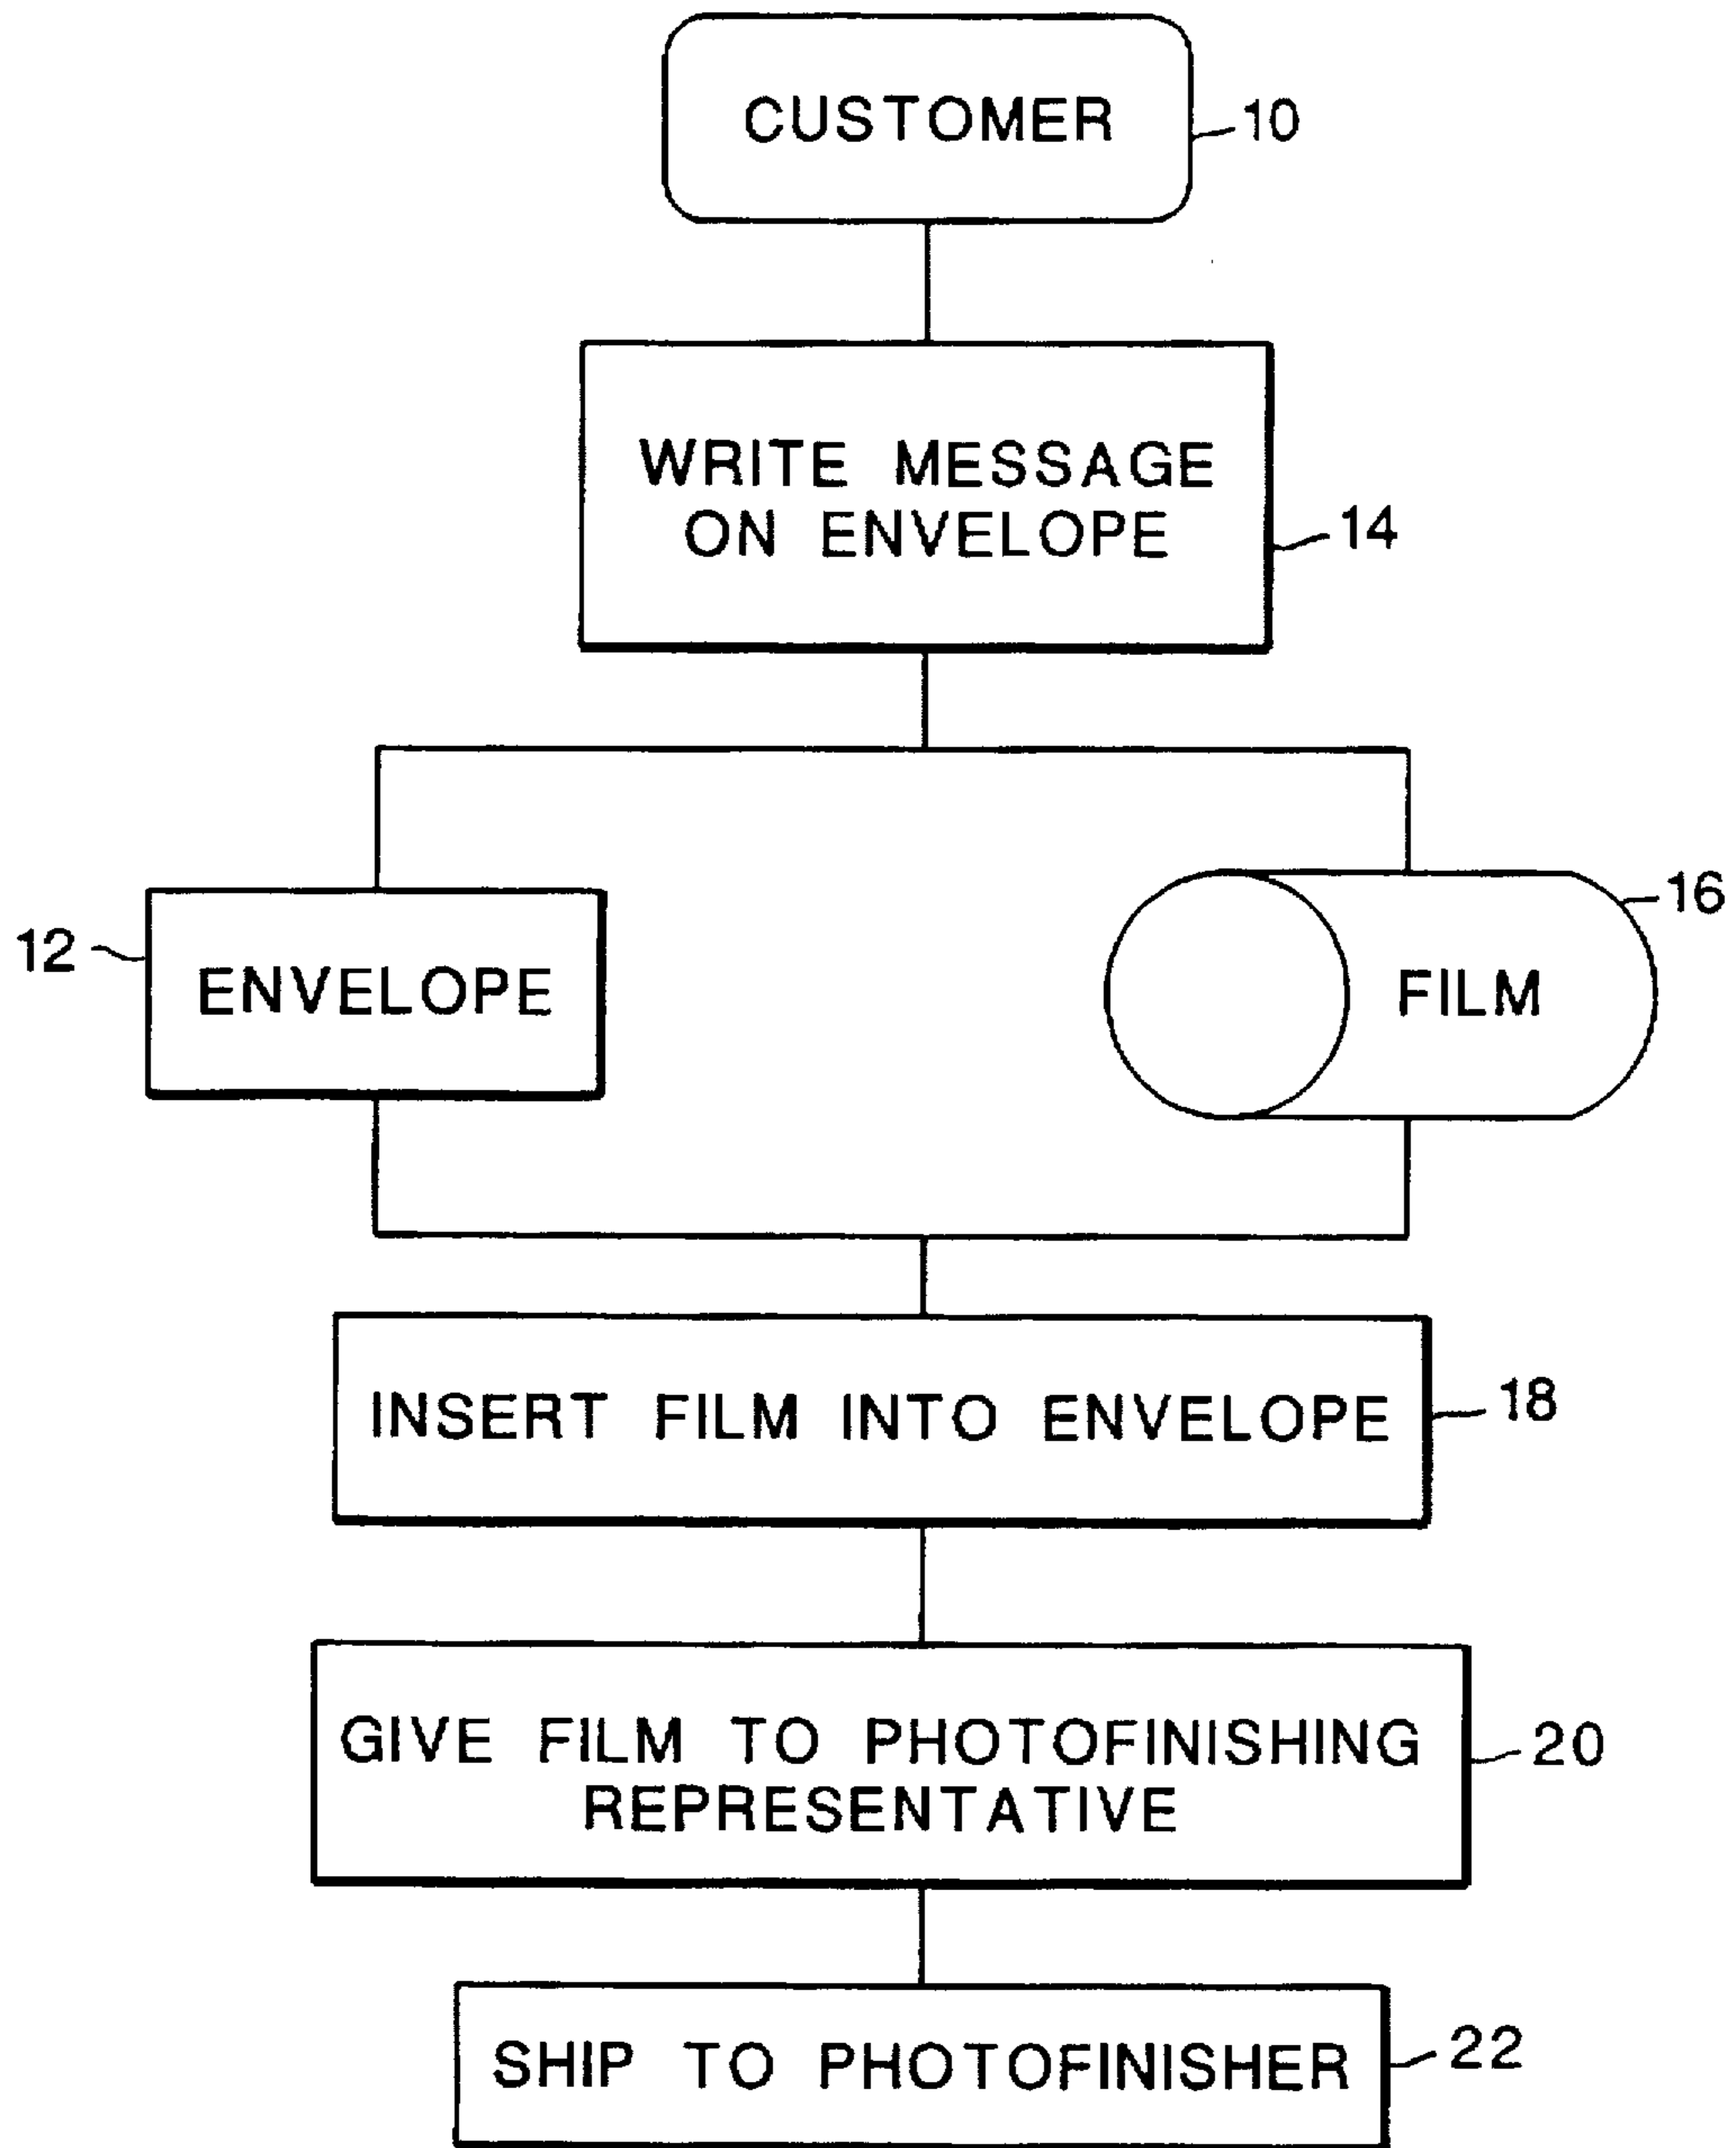 CUSTOMER
10
WRITE MESSAGE
ON ENVELOPE
14
12
ENVELOPE
16
FILM
INSERT FILM INTO ENVELOPE
18
GIVE FILM TO PHOTOFINISHING
REPRESENTATIVE
20
SHIP TO PHOTOFINISHER
22